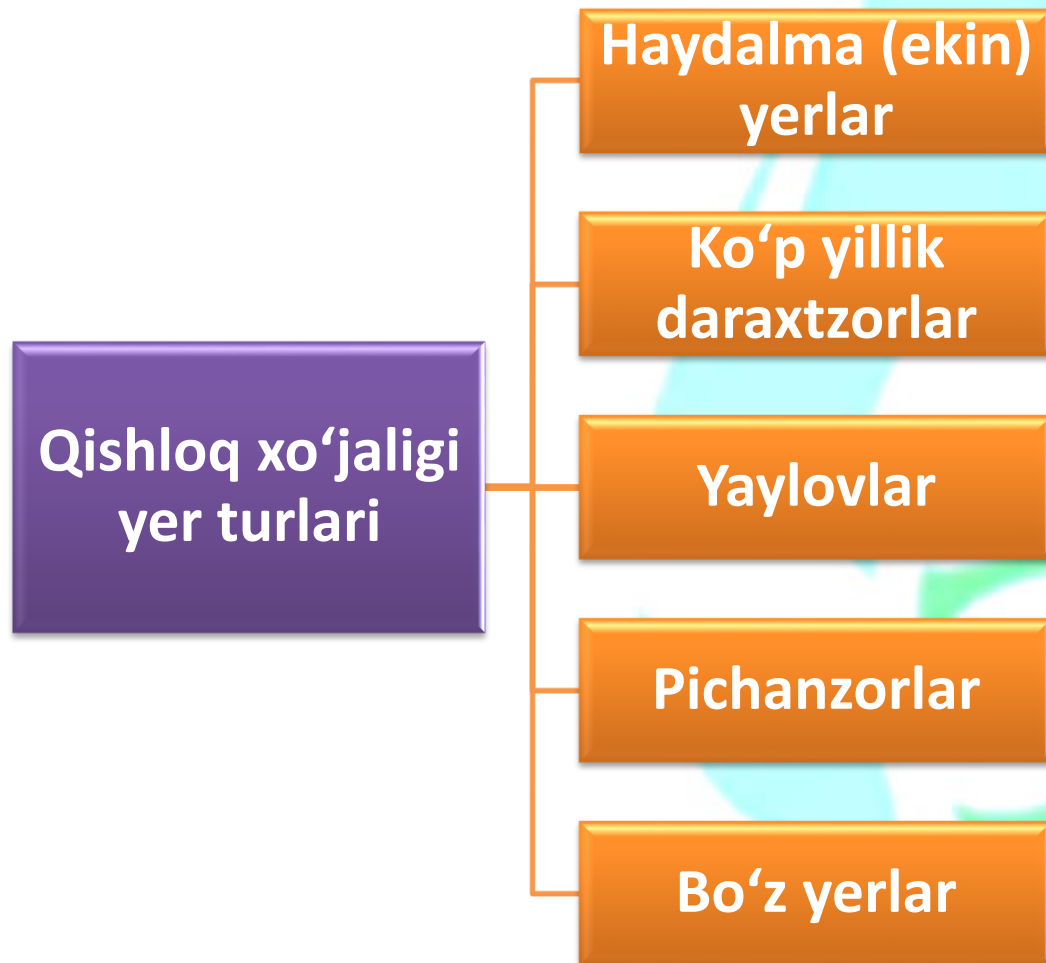 Haydalma (ekin)
yerlar
Ko‘p yillik
daraxtzorlar
Qishloq xo‘jaligi
yer turlari
Yaylovlar
Pichanzorlar
Bo‘z yerlar